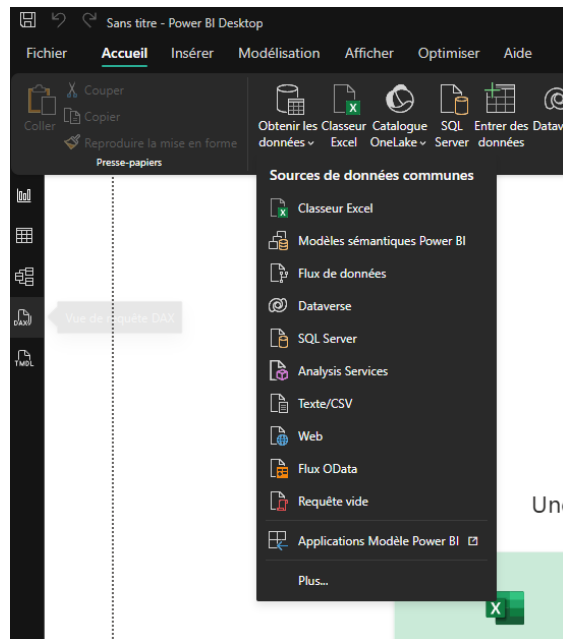 Sans titre - Power BI Desktop
Fichier Accueil Insérer Modélisation Afficher Optimiser Aide
Coller
Couper
Copier
Reproduire la mise en forme
Presse-papiers
Obtenir les données
Classeur Excel
Catalogue OneLake
SQL Server
Entrer des données
Datav
Sources de données communes
Classeur Excel
Modèles sémantiques Power BI
Flux de données
Dataverse
SQL Server
Analysis Services
Texte/CSV
Web
Flux OData
Requête vide
Applications Modèle Power BI
Plus...
DAX
Vue de requête DAX
TMDL
Une